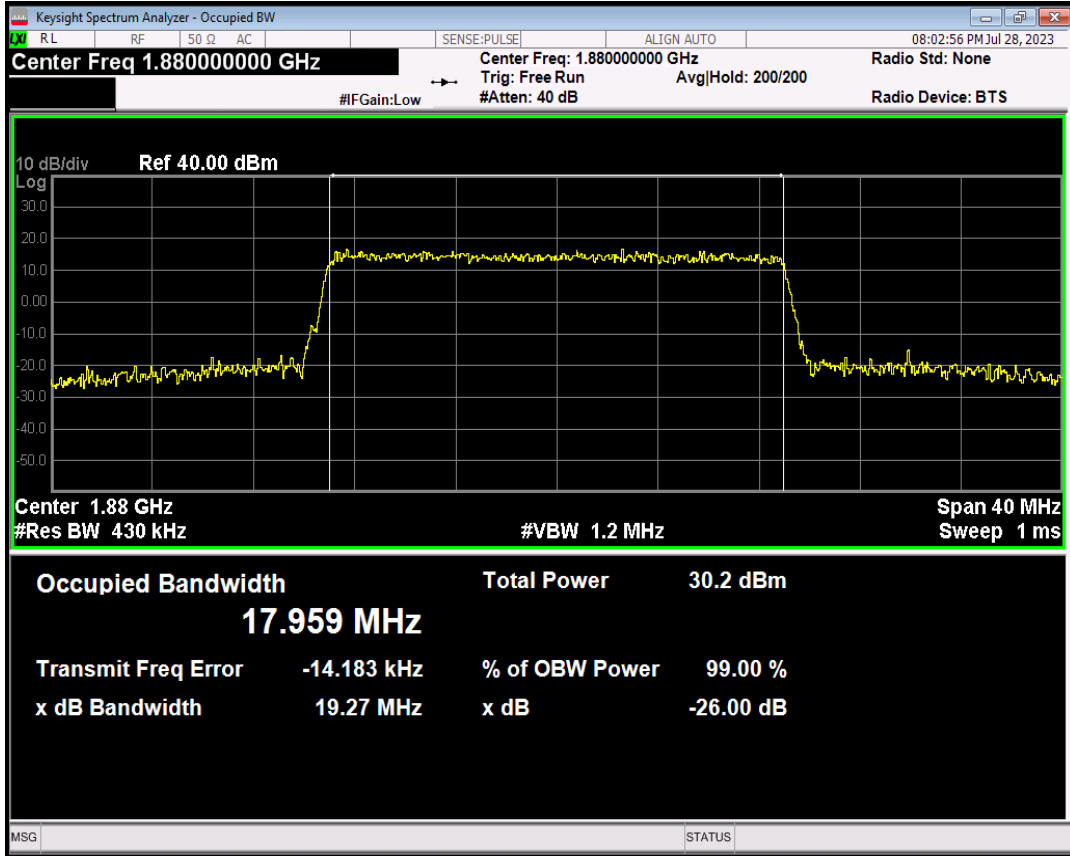 Keysight Spectrum Analyzer - Occupied BW
LXI RL RF 50 Ω AC SENSE:PULSE ALIGN AUTO 08:02:56 PM Jul 28, 2023
Center Freq 1.880000000 GHz Center Freq: 1.880000000 GHz Radio Std: None
Trig: Free Run Avg|Hold: 200/200
#IFGain:Low #Atten: 40 dB Radio Device: BTS
10 dB/div Ref 40.00 dBm
Log
30.0
20.0
10.0
0.00
-10.0
-20.0
-30.0
-40.0
-50.0
Center 1.88 GHz Span 40 MHz
#Res BW 430 kHz #VBW 1.2 MHz Sweep 1 ms
Occupied Bandwidth Total Power 30.2 dBm
17.959 MHz
Transmit Freq Error -14.183 kHz % of OBW Power 99.00 %
x dB Bandwidth 19.27 MHz x dB -26.00 dB
MSG STATUS